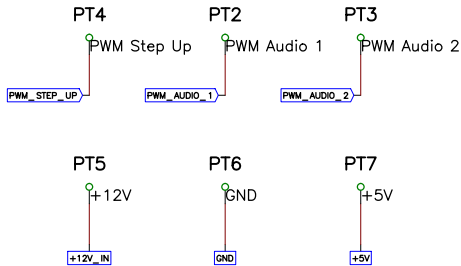 PT4 PT2 PT3
PWM Step Up PWM Audio 1 PWM Audio 2
PWM_STEP_UP PWM_AUDIO_1 PWM_AUDIO_2
PT5 PT6 PT7
+12V GND +5V
+12V_IN GND +5V